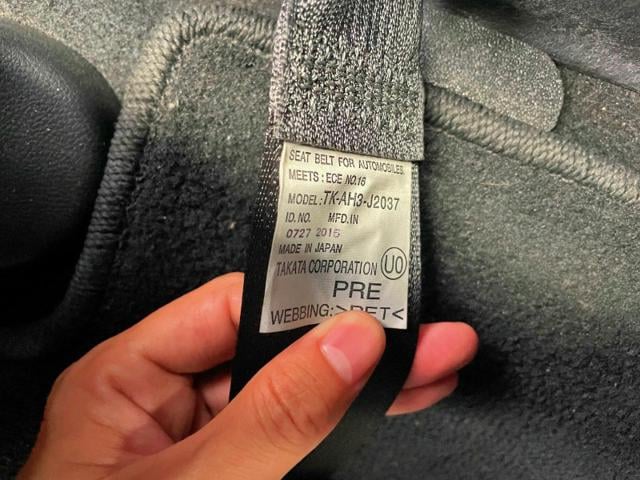 SEAT BELT FOR AUTOMOBILES.
MEETS: ECE NO.16
MODEL: TK-AH3-J2037
ID.NO. MFD.IN
0727 2015
MADE IN JAPAN
TAKATA CORPORATION U0
PRE
WEBBING:>PET<